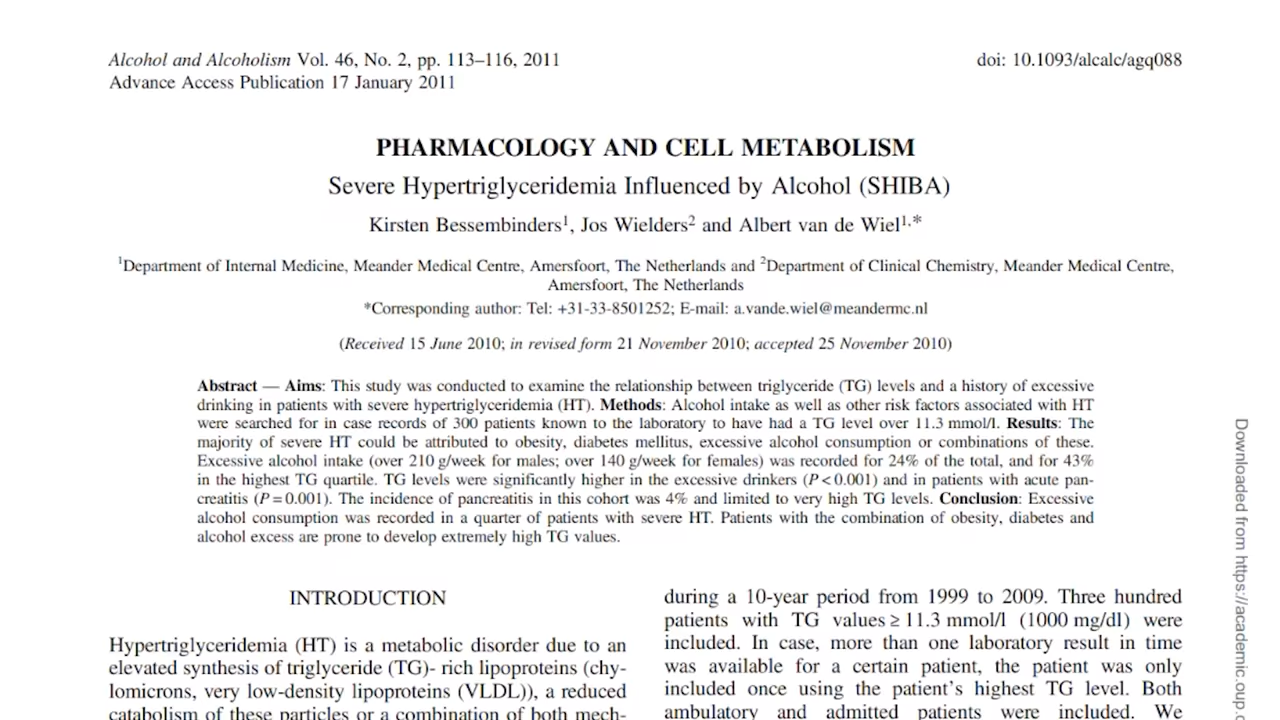 Alcohol and Alcoholism Vol. 46, No. 2, pp. 113–116, 2011
doi: 10.1093/alcalc/agq088
Advance Access Publication 17 January 2011
PHARMACOLOGY AND CELL METABOLISM
Severe Hypertriglyceridemia Influenced by Alcohol (SHIBA)
Kirsten Bessembinders1, Jos Wielders2 and Albert van de Wiel1,*
1Department of Internal Medicine, Meander Medical Centre, Amersfoort, The Netherlands and 2Department of Clinical Chemistry, Meander Medical Centre,
Amersfoort, The Netherlands
*Corresponding author: Tel: +31-33-8501252; E-mail: a.vande.wiel@meandermc.nl
(Received 15 June 2010; in revised form 21 November 2010; accepted 25 November 2010)
Abstract — Aims: This study was conducted to examine the relationship between triglyceride (TG) levels and a history of excessive
drinking in patients with severe hypertriglyceridemia (HT). Methods: Alcohol intake as well as other risk factors associated with HT
were searched for in case records of 300 patients known to the laboratory to have had a TG level over 11.3 mmol/l. Results: The
majority of severe HT could be attributed to obesity, diabetes mellitus, excessive alcohol consumption or combinations of these.
Excessive alcohol intake (over 210 g/week for males; over 140 g/week for females) was recorded for 24% of the total, and for 43%
in the highest TG quartile. TG levels were significantly higher in the excessive drinkers (P < 0.001) and in patients with acute pan-
creatitis (P = 0.001). The incidence of pancreatitis in this cohort was 4% and limited to very high TG levels. Conclusion: Excessive
alcohol consumption was recorded in a quarter of patients with severe HT. Patients with the combination of obesity, diabetes and
alcohol excess are prone to develop extremely high TG values.
INTRODUCTION
Hypertriglyceridemia (HT) is a metabolic disorder due to an
elevated synthesis of triglyceride (TG)- rich lipoproteins (chy-
lomicrons, very low-density lipoproteins (VLDL)), a reduced
catabolism of these particles or a combination of both mech-
during a 10-year period from 1999 to 2009. Three hundred
patients with TG values ≥ 11.3 mmol/l (1000 mg/dl) were
included. In case, more than one laboratory result in time
was available for a certain patient, the patient was only
included once using the patient's highest TG level. Both
ambulatory and admitted patients were included. We
Downloaded from https://academic.oup.